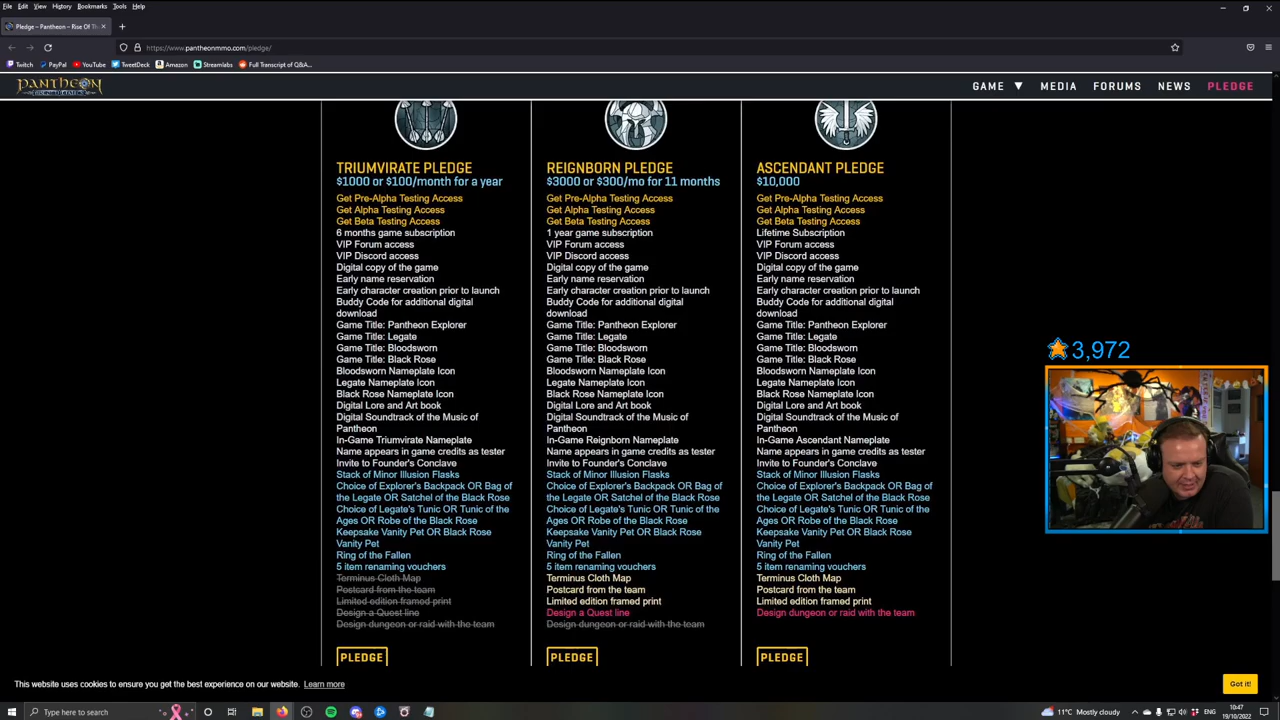 File Edit View History Bookmarks Tools Help
Pledge – Pantheon – Rise Of Th
https://www.pantheonmmo.com/pledge/
Twitch PayPal YouTube TweetDeck Amazon Streamlabs Full Transcript of Q&A...
PANTHEON
GAME ▼ MEDIA FORUMS NEWS PLEDGE
TRIUMVIRATE PLEDGE
$1000 or $100/month for a year
Get Pre-Alpha Testing Access
Get Alpha Testing Access
Get Beta Testing Access
6 months game subscription
VIP Forum access
VIP Discord access
Digital copy of the game
Early name reservation
Early character creation prior to launch
Buddy Code for additional digital
download
Game Title: Pantheon Explorer
Game Title: Legate
Game Title: Bloodsworn
Game Title: Black Rose
Bloodsworn Nameplate Icon
Legate Nameplate Icon
Black Rose Nameplate Icon
Digital Lore and Art book
Digital Soundtrack of the Music of
Pantheon
In-Game Triumvirate Nameplate
Name appears in game credits as tester
Invite to Founder's Conclave
Stack of Minor Illusion Flasks
Choice of Explorer's Backpack OR Bag of
the Legate OR Satchel of the Black Rose
Choice of Legate's Tunic OR Tunic of the
Ages OR Robe of the Black Rose
Keepsake Vanity Pet OR Black Rose
Vanity Pet
Ring of the Fallen
5 item renaming vouchers
Terminus Cloth Map
Postcard from the team
Limited edition framed print
Design a Quest line
Design dungeon or raid with the team
PLEDGE
REIGNBORN PLEDGE
$3000 or $300/mo for 11 months
Get Pre-Alpha Testing Access
Get Alpha Testing Access
Get Beta Testing Access
1 year game subscription
VIP Forum access
VIP Discord access
Digital copy of the game
Early name reservation
Early character creation prior to launch
Buddy Code for additional digital
download
Game Title: Pantheon Explorer
Game Title: Legate
Game Title: Bloodsworn
Game Title: Black Rose
Bloodsworn Nameplate Icon
Legate Nameplate Icon
Black Rose Nameplate Icon
Digital Lore and Art book
Digital Soundtrack of the Music of
Pantheon
In-Game Reignborn Nameplate
Name appears in game credits as tester
Invite to Founder's Conclave
Stack of Minor Illusion Flasks
Choice of Explorer's Backpack OR Bag of
the Legate OR Satchel of the Black Rose
Choice of Legate's Tunic OR Tunic of the
Ages OR Robe of the Black Rose
Keepsake Vanity Pet OR Black Rose
Vanity Pet
Ring of the Fallen
5 item renaming vouchers
Terminus Cloth Map
Postcard from the team
Limited edition framed print
Design a Quest line
Design dungeon or raid with the team
PLEDGE
ASCENDANT PLEDGE
$10,000
Get Pre-Alpha Testing Access
Get Alpha Testing Access
Get Beta Testing Access
Lifetime Subscription
VIP Forum access
VIP Discord access
Digital copy of the game
Early name reservation
Early character creation prior to launch
Buddy Code for additional digital
download
Game Title: Pantheon Explorer
Game Title: Legate
Game Title: Bloodsworn
Game Title: Black Rose
Bloodsworn Nameplate Icon
Legate Nameplate Icon
Black Rose Nameplate Icon
Digital Lore and Art book
Digital Soundtrack of the Music of
Pantheon
In-Game Ascendant Nameplate
Name appears in game credits as tester
Invite to Founder's Conclave
Stack of Minor Illusion Flasks
Choice of Explorer's Backpack OR Bag of
the Legate OR Satchel of the Black Rose
Choice of Legate's Tunic OR Tunic of the
Ages OR Robe of the Black Rose
Keepsake Vanity Pet OR Black Rose
Vanity Pet
Ring of the Fallen
5 item renaming vouchers
Terminus Cloth Map
Postcard from the team
Limited edition framed print
Design dungeon or raid with the team
PLEDGE
3,972
This website uses cookies to ensure you get the best experience on our website. Learn more
Got it!
Type here to search
11°C Mostly cloudy
ENG
10:47
19/10/2022